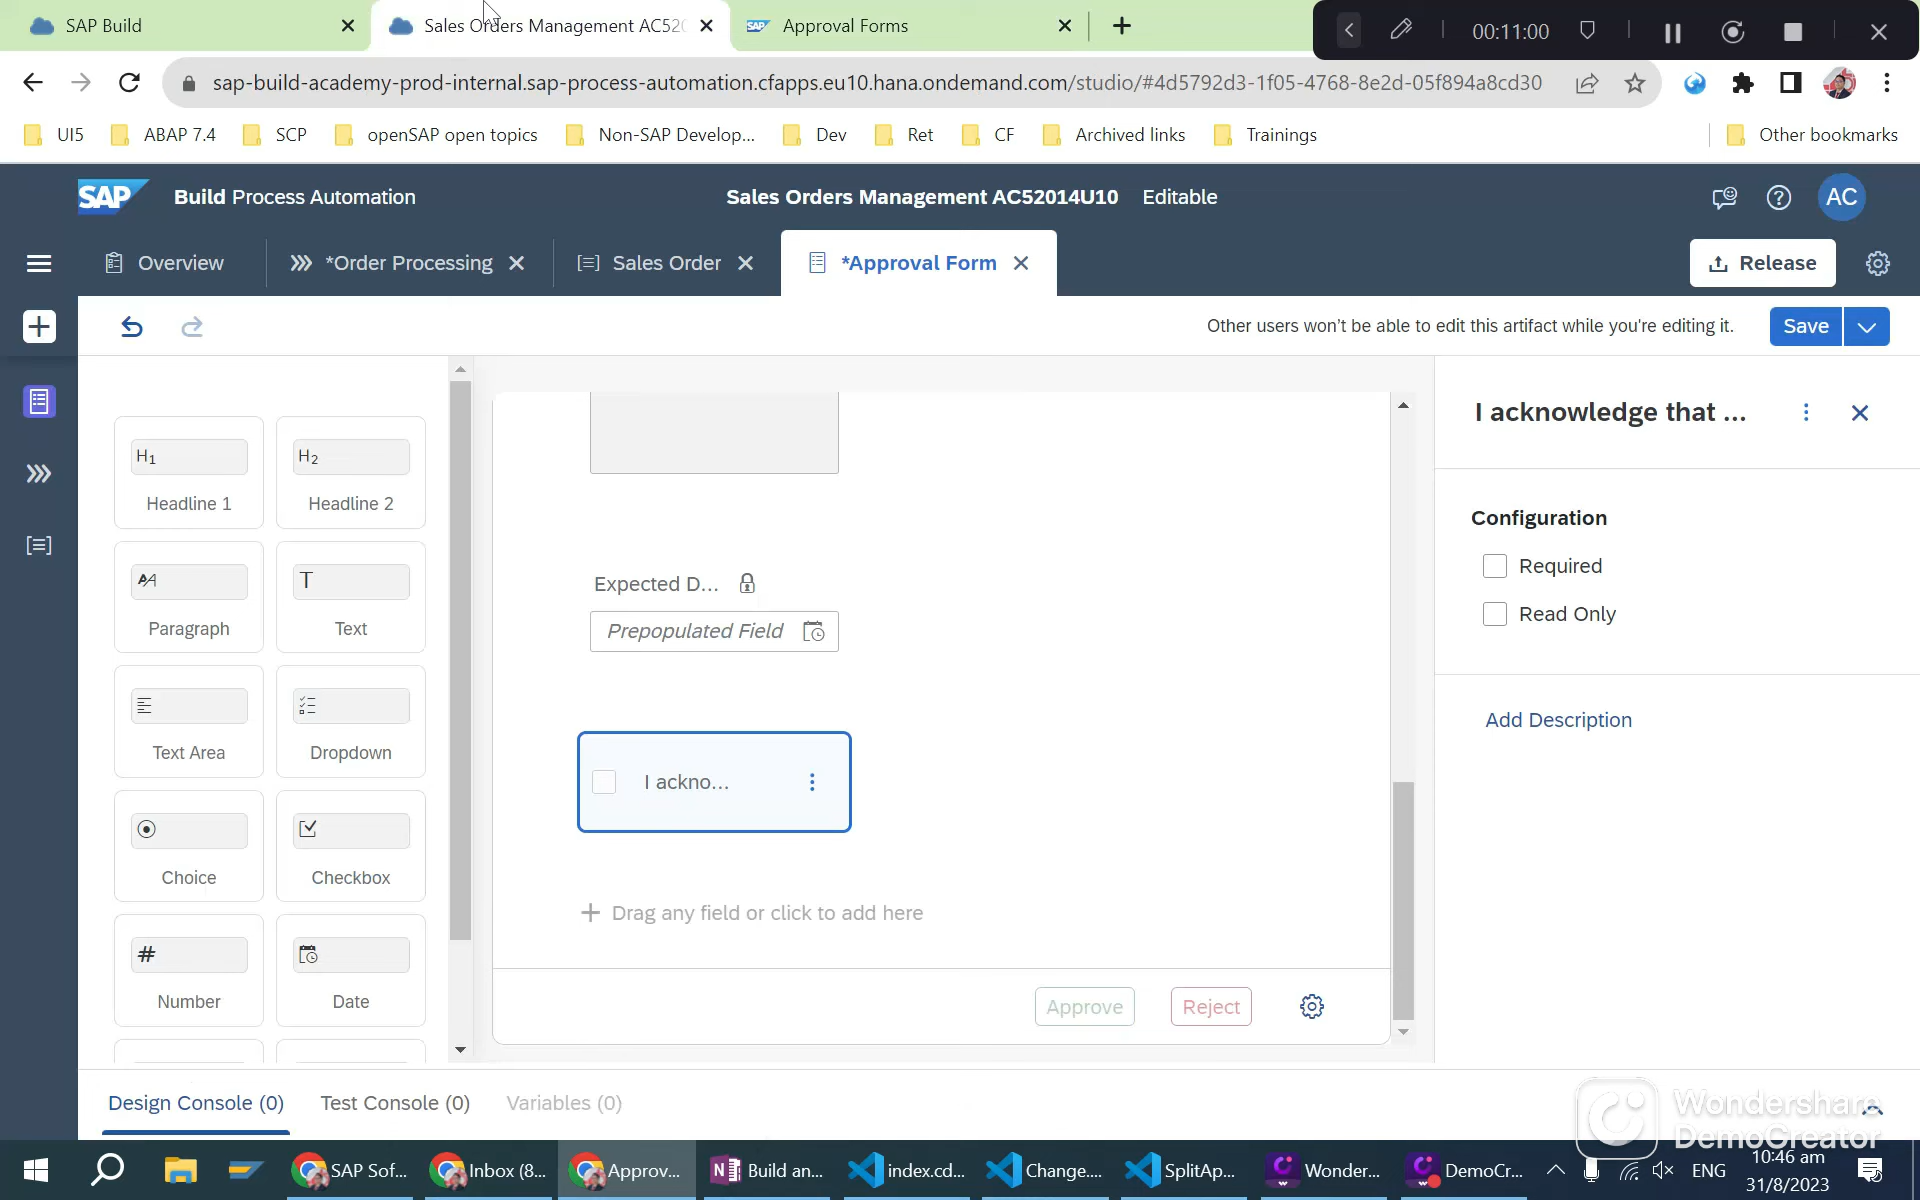 SAP Build
Sales Orders Management AC520
SAP
Approval Forms
00:11:00
sap-build-academy-prod-internal.sap-process-automation.cfapps.eu10.hana.ondemand.com/studio/#4d5792d3-1f05-4768-8e2d-05f894a8cd30
UI5
ABAP 7.4
SCP
openSAP open topics
Non-SAP Develop...
Dev
Ret
CF
Archived links
Trainings
Other bookmarks
SAP
Build Process Automation
Sales Orders Management AC52014U10 Editable
AC
Overview
*Order Processing
Sales Order
*Approval Form
Release
Other users won't be able to edit this artifact while you're editing it.
Save
H1
Headline 1
H2
Headline 2
Paragraph
T
Text
Text Area
Dropdown
Choice
Checkbox
#
Number
Date
Expected D...
Prepopulated Field
I ackno...
Drag any field or click to add here
Approve
Reject
I acknowledge that ...
Configuration
Required
Read Only
Add Description
Design Console (0)
Test Console (0)
Variables (0)
Wondershare
DemoCreator
SAP Sof...
Inbox (8...
Approv...
Build an...
index.cd...
Change....
SplitAp...
Wonder...
DemoCr...
ENG
10:46 am
31/8/2023